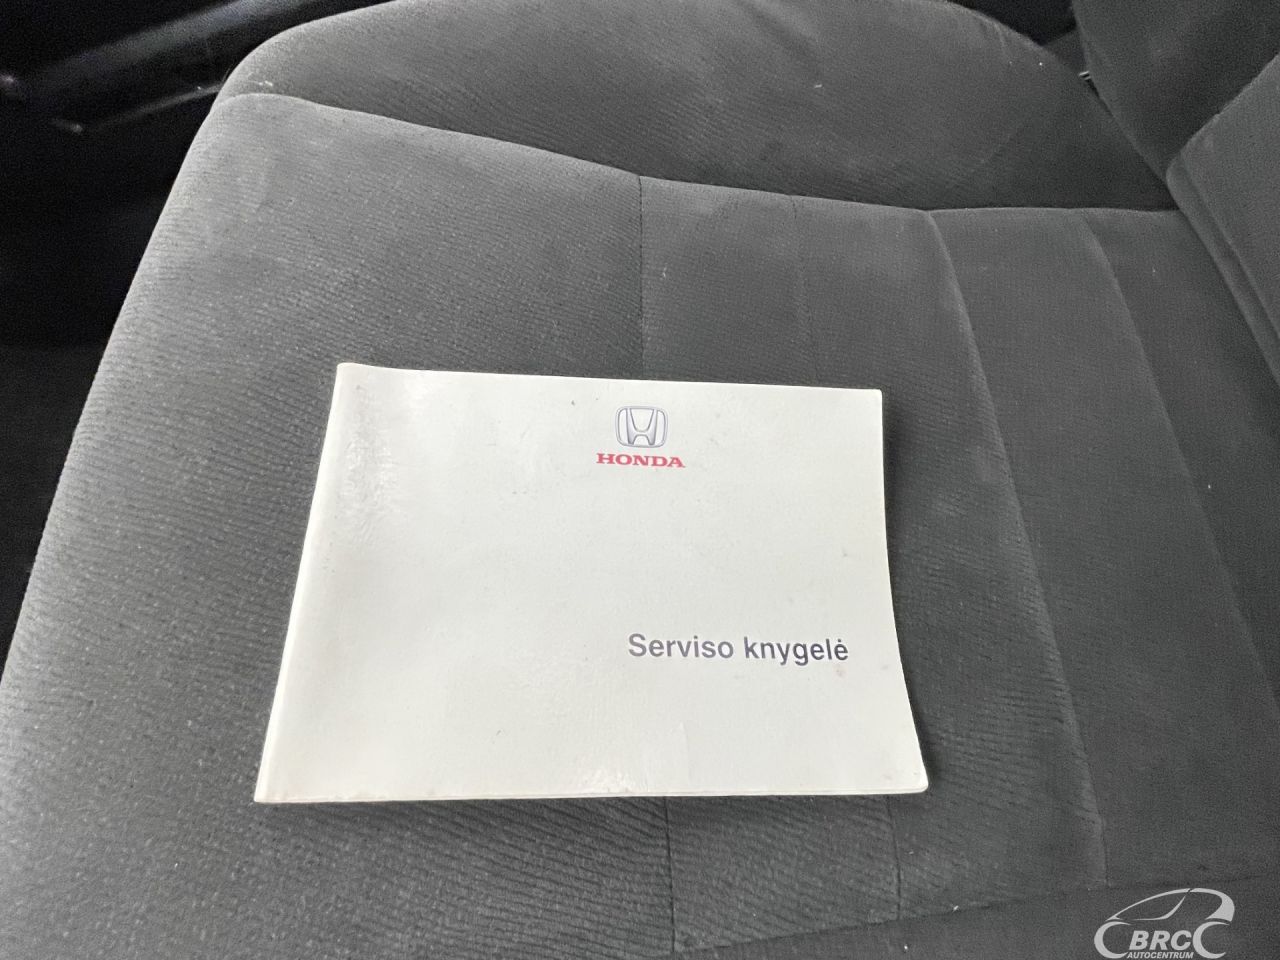 HONDA
Serviso knygelė
BRC
AUTOCENTRUM